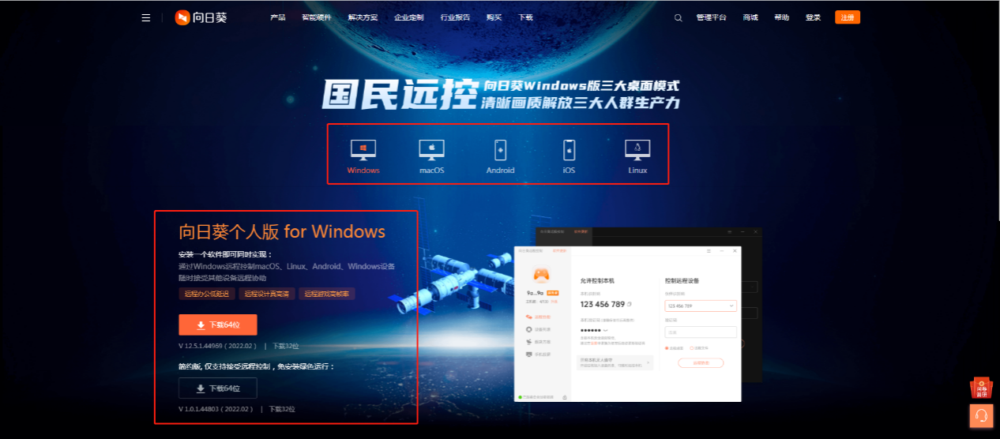 向日葵
产品 智能硬件 解决方案 企业定制 行业报告 购买 下载
管理平台 商城 帮助 登录 注册
国民远控
向日葵Windows版三大桌面模式
清晰画质解放三大人群生产力
Windows macOS Android iOS Linux
向日葵个人版 for Windows
安装一个软件即可同时实现：
通过Windows远程控制macOS、Linux、Android、Windows设备
随时接受其他设备远程协助
远程办公低延迟 远程设计真高清 远程游戏高帧率
下载64位
V 12.5.1.44969 ( 2022.02 ) | 下载32位
简约版, 仅支持接受远程控制，免安装绿色运行：
下载64位
V 1.0.1.44803 ( 2022.02 ) | 下载32位
允许控制本机
123 456 789
控制远程设备
123 456 789
问卷
调研